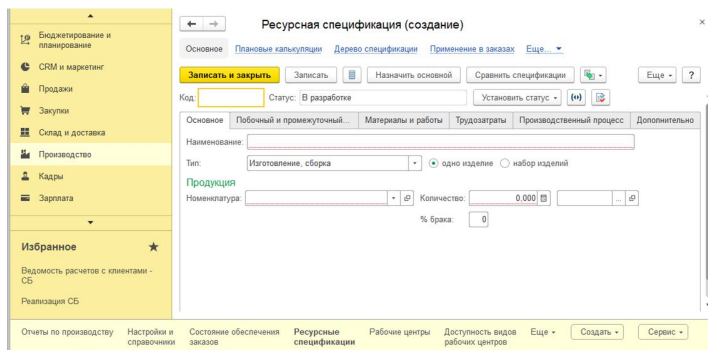 Бюджетирование и
планирование
CRM и маркетинг
Продажи
Закупки
Склад и доставка
Производство
Кадры
Зарплата
Избранное
Ведомость расчетов с клиентами -
СБ
Реализация СБ
Ресурсная спецификация (создание)
Основное Плановые калькуляции Дерево спецификации Применение в заказах Еще...
Записать и закрыть Записать Назначить основной Сравнить спецификации Еще ?
Код: Статус: В разработке Установить статус
Основное Побочный и промежуточный... Материалы и работы Трудозатраты Производственный процесс Дополнительно
Наименование:
Тип: Изготовление, сборка одно изделие набор изделий
Продукция
Номенклатура: Количество: 0,000 ...
% брака: 0
Отчеты по производству Настройки и справочники Состояние обеспечения заказов Ресурсные спецификации Рабочие центры Доступность видов рабочих центров Еще Создать Сервис